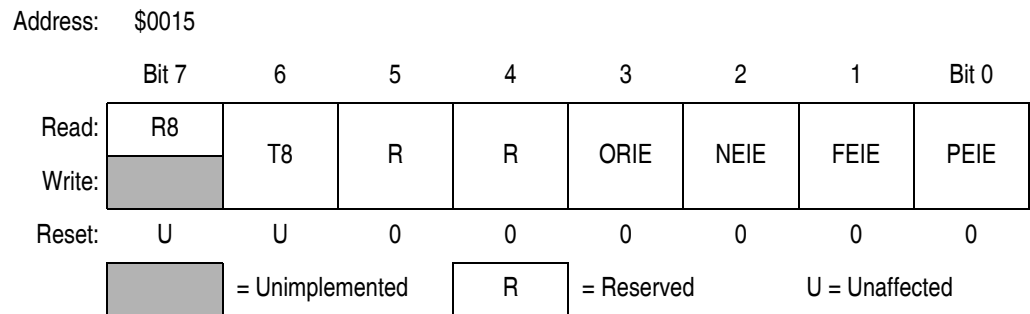 Address: $0015
Bit 7 6 5 4 3 2 1 Bit 0
Read: R8 T8 R R ORIE NEIE FEIE PEIE
Write:
Reset: U U 0 0 0 0 0 0
= Unimplemented R = Reserved U = Unaffected